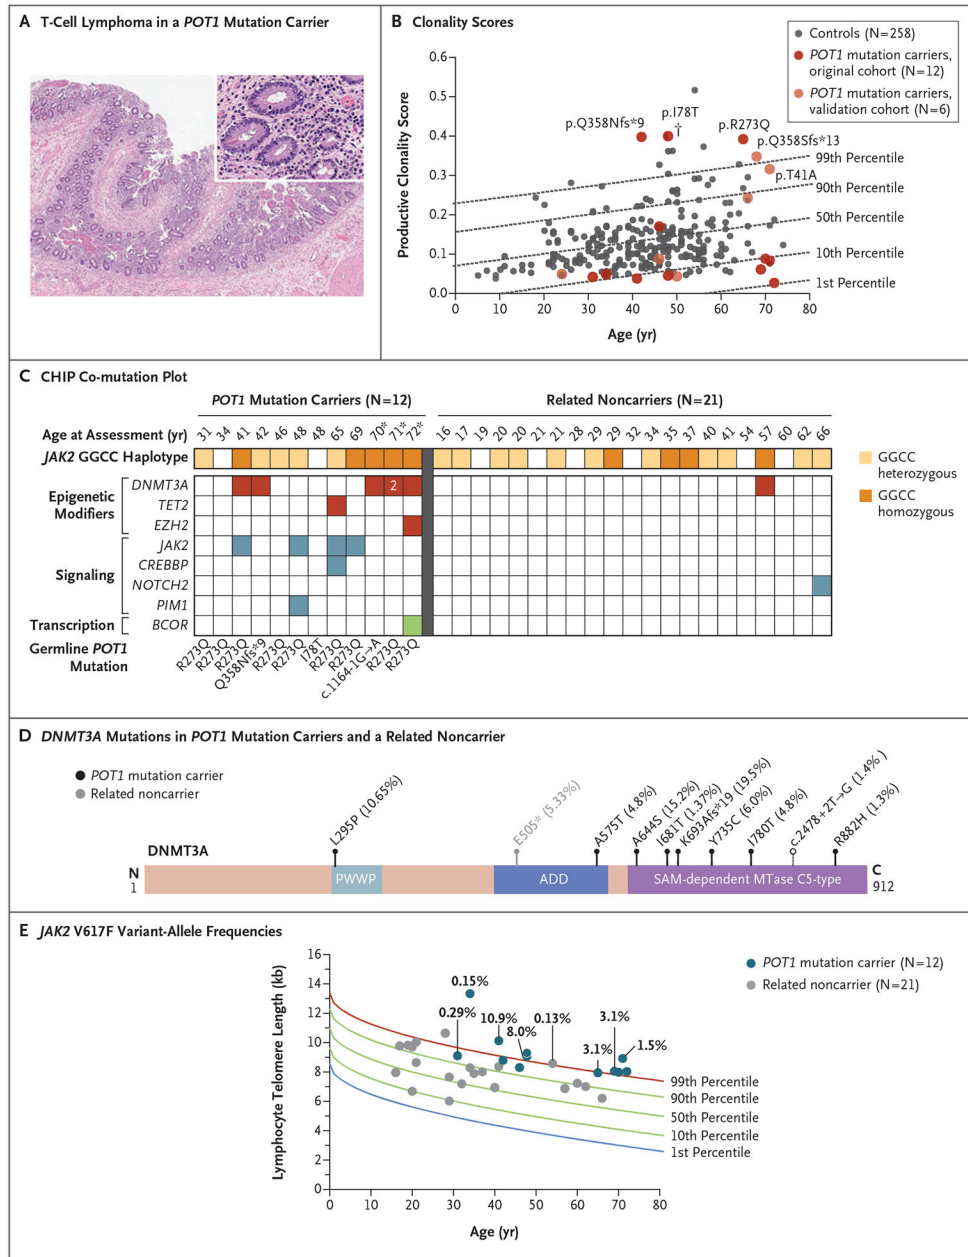 A T-Cell Lymphoma in a POT1 Mutation Carrier
B Clonality Scores
Controls (N=258)
POT1 mutation carriers,
original cohort (N=12)
POT1 mutation carriers,
validation cohort (N=6)
Productive Clonality Score
0.6
0.5
0.4
0.3
0.2
0.1
0.0
p.Q358Nfs*9
p.I78T
†
p.R273Q
p.Q358Sfs*13
p.T41A
99th Percentile
90th Percentile
50th Percentile
10th Percentile
1st Percentile
0 10 20 30 40 50 60 70 80
Age (yr)
C CHIP Co-mutation Plot
POT1 Mutation Carriers (N=12)
Related Noncarriers (N=21)
Age at Assessment (yr) 31 34 41 42 46 48 48 65 69 70* 71* 72* 16 17 19 20 20 21 21 28 29 29 32 34 35 37 40 41 54 57 60 62 66
JAK2 GGCC Haplotype
GGCC
heterozygous
GGCC
homozygous
Epigenetic
Modifiers
DNMT3A 2
TET2
EZH2
Signaling
JAK2
CREBBP
NOTCH2
PIM1
Transcription BCOR
Germline POT1
Mutation
R273Q R273Q R273Q Q358Nfs*9 R273Q R273Q I78T R273Q R273Q c.1164-1G→A R273Q R273Q
D DNMT3A Mutations in POT1 Mutation Carriers and a Related Noncarrier
POT1 mutation carrier
Related noncarrier
L295P (10.65%)
E505* (5.33%)
A575T (4.8%)
A644S (15.2%)
I681T (1.37%)
K693Afs*19 (19.5%)
Y735C (6.0%)
I780T (4.8%)
c.2478+2T→G (1.4%)
R882H (1.3%)
DNMT3A
N
1
PWWP
ADD
SAM-dependent MTase C5-type
C
912
E JAK2 V617F Variant-Allele Frequencies
POT1 mutation carrier (N=12)
Related noncarrier (N=21)
Lymphocyte Telomere Length (kb)
16
14
12
10
8
6
4
2
0
0.15%
0.29%
10.9%
8.0%
0.13%
3.1%
3.1%
1.5%
99th Percentile
90th Percentile
50th Percentile
10th Percentile
1st Percentile
0 10 20 30 40 50 60 70 80
Age (yr)